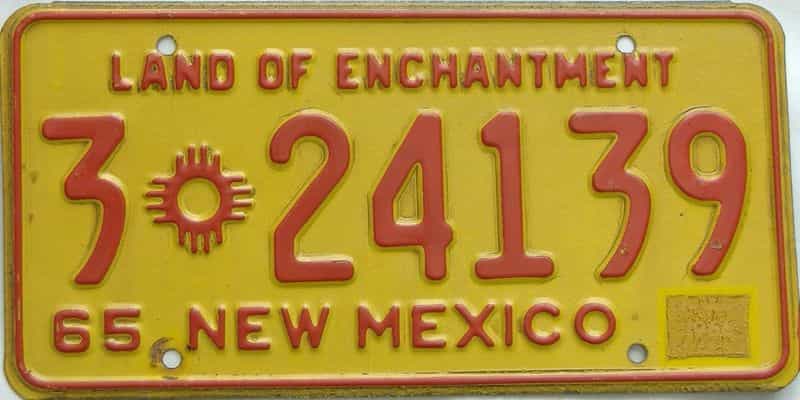 LAND OF ENCHANTMENT
3 24139
65 NEW MEXICO